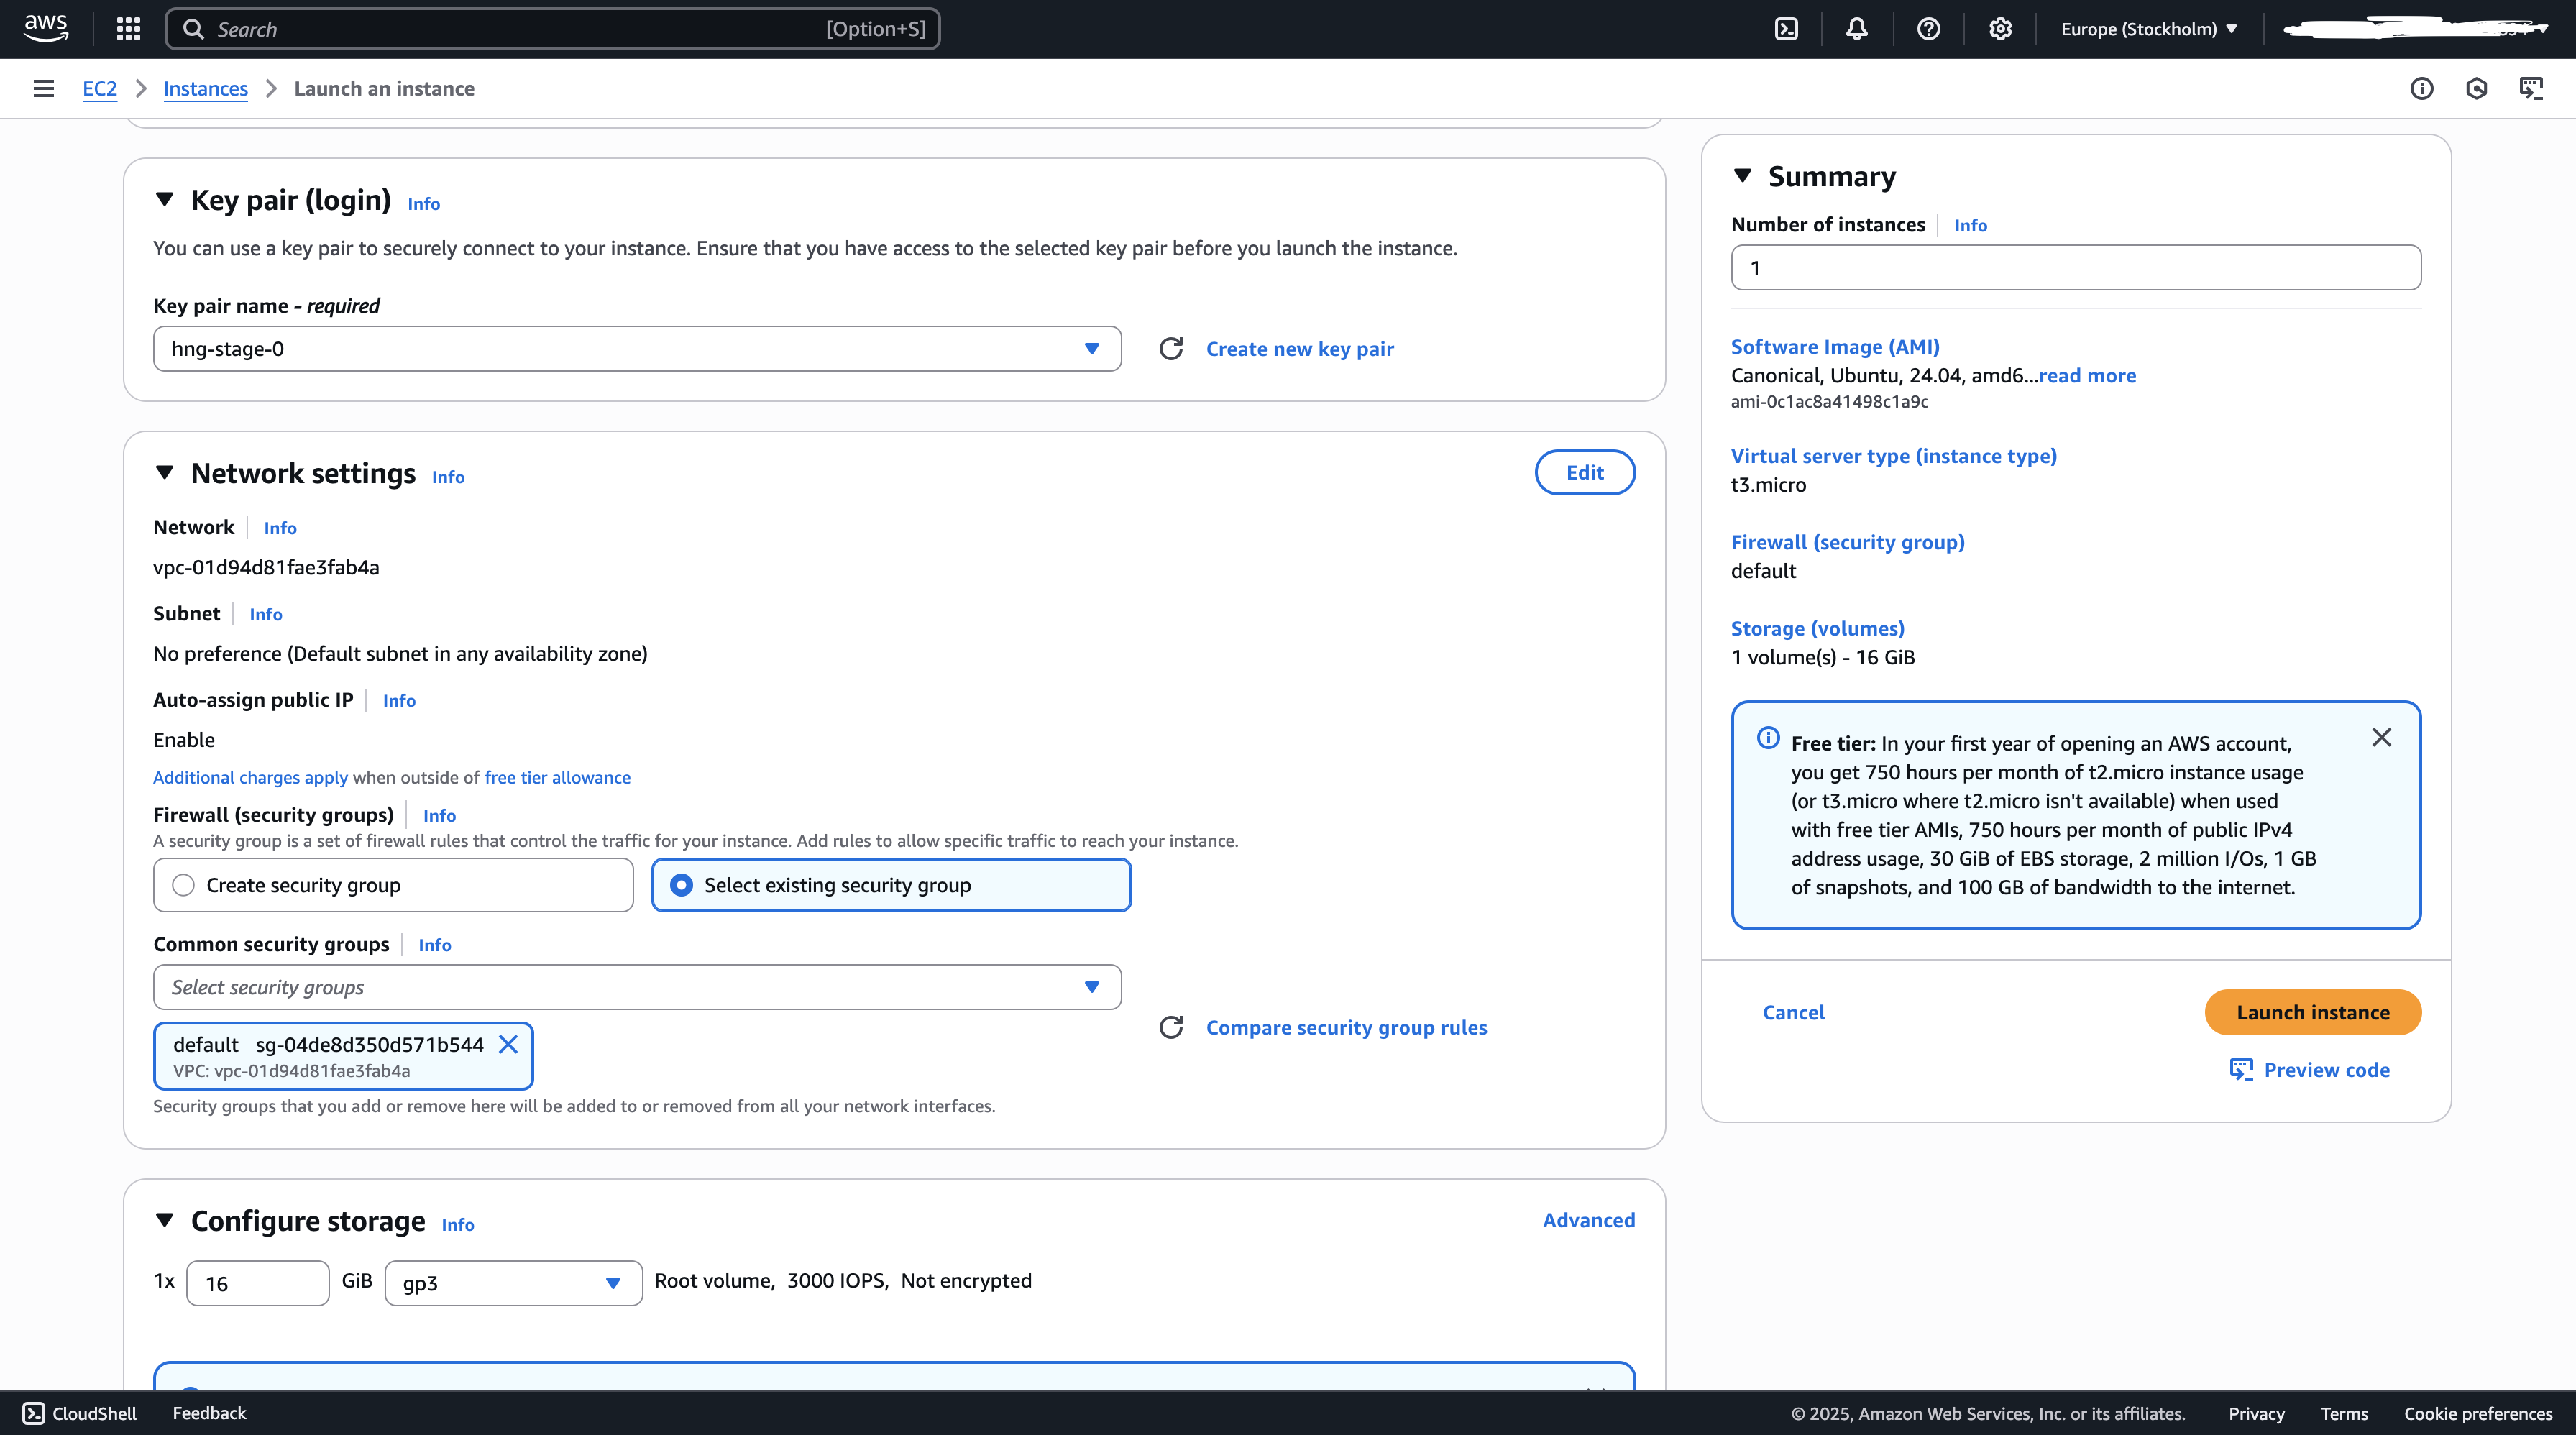 aws
Search [Option+S]
Europe (Stockholm)
EC2 Instances Launch an instance
Key pair (login) Info
You can use a key pair to securely connect to your instance. Ensure that you have access to the selected key pair before you launch the instance.
Key pair name - required
hng-stage-0
Create new key pair
Network settings Info
Edit
Network Info
vpc-01d94d81fae3fab4a
Subnet Info
No preference (Default subnet in any availability zone)
Auto-assign public IP Info
Enable
Additional charges apply when outside of free tier allowance
Firewall (security groups) Info
A security group is a set of firewall rules that control the traffic for your instance. Add rules to allow specific traffic to reach your instance.
Create security group
Select existing security group
Common security groups Info
Select security groups
default sg-04de8d350d571b544
VPC: vpc-01d94d81fae3fab4a
Compare security group rules
Security groups that you add or remove here will be added to or removed from all your network interfaces.
Configure storage Info
Advanced
1x 16 GiB gp3 Root volume, 3000 IOPS, Not encrypted
Summary
Number of instances Info
1
Software Image (AMI)
Canonical, Ubuntu, 24.04, amd6...read more
ami-0c1ac8a41498c1a9c
Virtual server type (instance type)
t3.micro
Firewall (security group)
default
Storage (volumes)
1 volume(s) - 16 GiB
Free tier: In your first year of opening an AWS account,
you get 750 hours per month of t2.micro instance usage
(or t3.micro where t2.micro isn't available) when used
with free tier AMIs, 750 hours per month of public IPv4
address usage, 30 GiB of EBS storage, 2 million I/Os, 1 GB
of snapshots, and 100 GB of bandwidth to the internet.
Cancel
Launch instance
Preview code
CloudShell Feedback
© 2025, Amazon Web Services, Inc. or its affiliates. Privacy Terms Cookie preferences